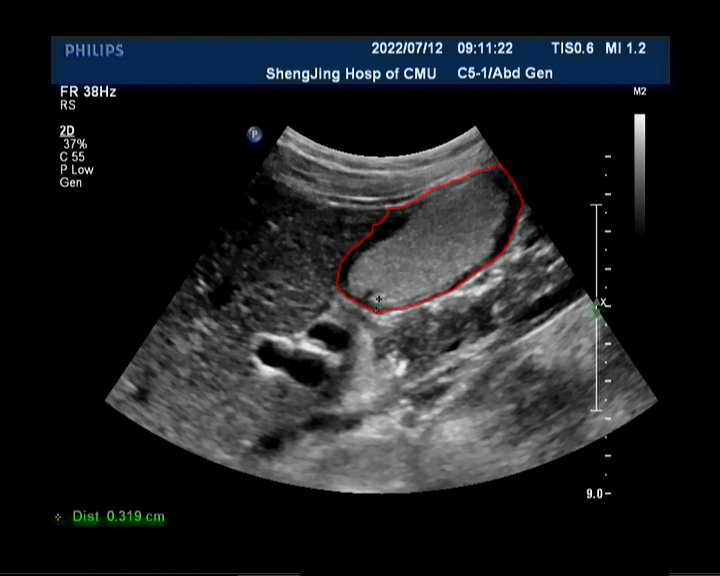 PHILIPS
2022/07/12 09:11:22 TIS0.6 MI 1.2
ShengJing Hosp of CMU C5-1/Abd Gen
FR 38Hz
RS
M2
P
2D
37%
C 55
P Low
Gen
X
9.0
Dist 0.319 cm